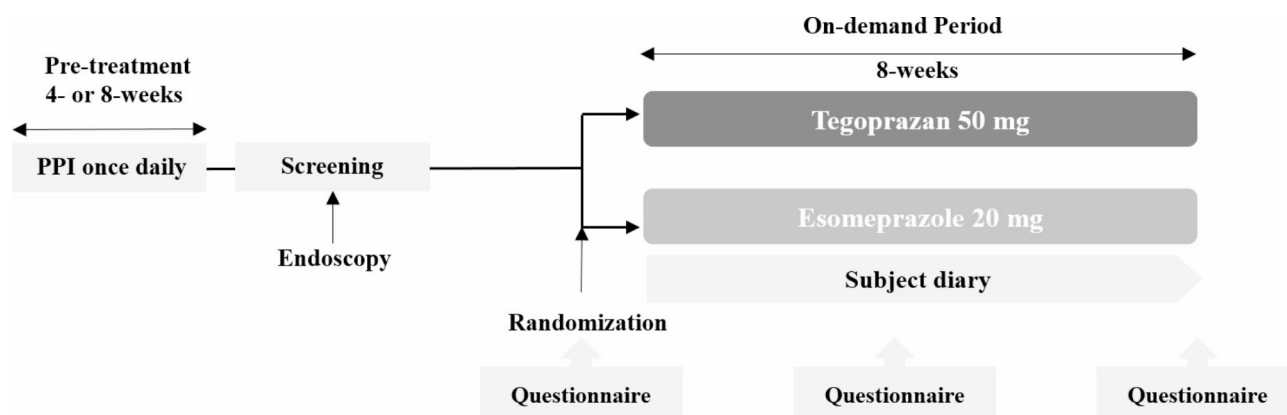 On-demand Period
8-weeks
Pre-treatment
4- or 8-weeks
Tegoprazan 50 mg
PPI once daily
Screening
Esomeprazole 20 mg
Endoscopy
Subject diary
Randomization
Questionnaire
Questionnaire
Questionnaire